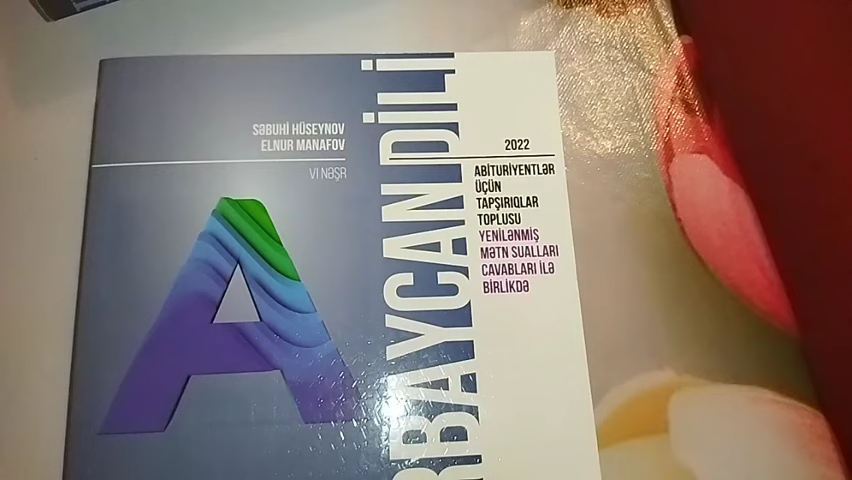 SƏBUHİ HÜSEYNOV
ELNUR MANAFOV
VI NƏŞR
A
RBAYCAN DİLİ
2022
ABİTURİYENTLƏR
ÜÇÜN
TAPŞIRIQLAR
TOPLUSU
YENİLƏNMİŞ
MƏTN SUALLARI
CAVABLARI İLƏ
BİRLİKDƏ